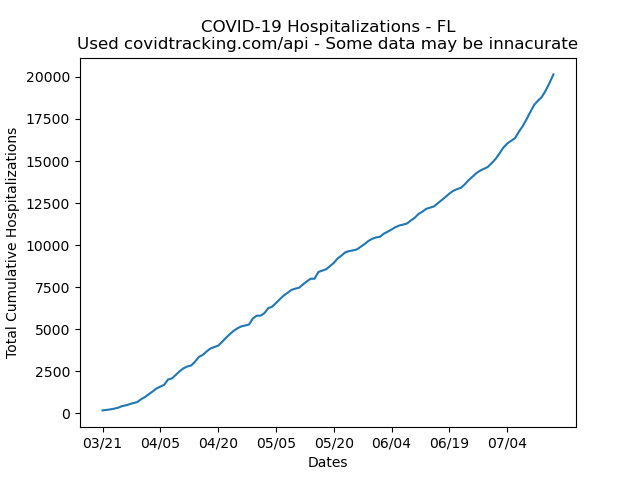 COVID-19 Hospitalizations - FL
Used covidtracking.com/api - Some data may be innacurate
20000
17500
15000
12500
10000
7500
5000
2500
0
Total Cumulative Hospitalizations
03/21 04/05 04/20 05/05 05/20 06/04 06/19 07/04
Dates